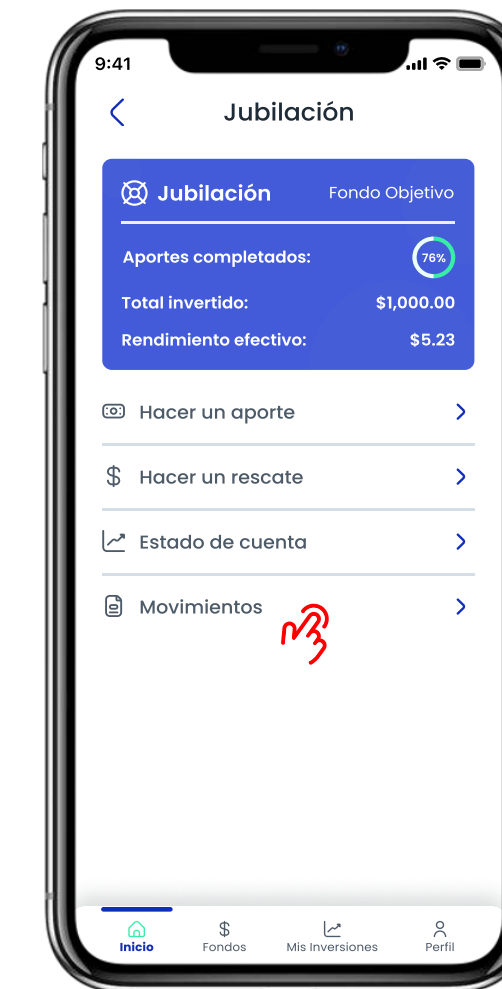 9:41
Jubilación
Jubilación Fondo Objetivo
Aportes completados: 76%
Total invertido: $1,000.00
Rendimiento efectivo: $5.23
Hacer un aporte
Hacer un rescate
Estado de cuenta
Movimientos
Inicio Fondos Mis Inversiones Perfil